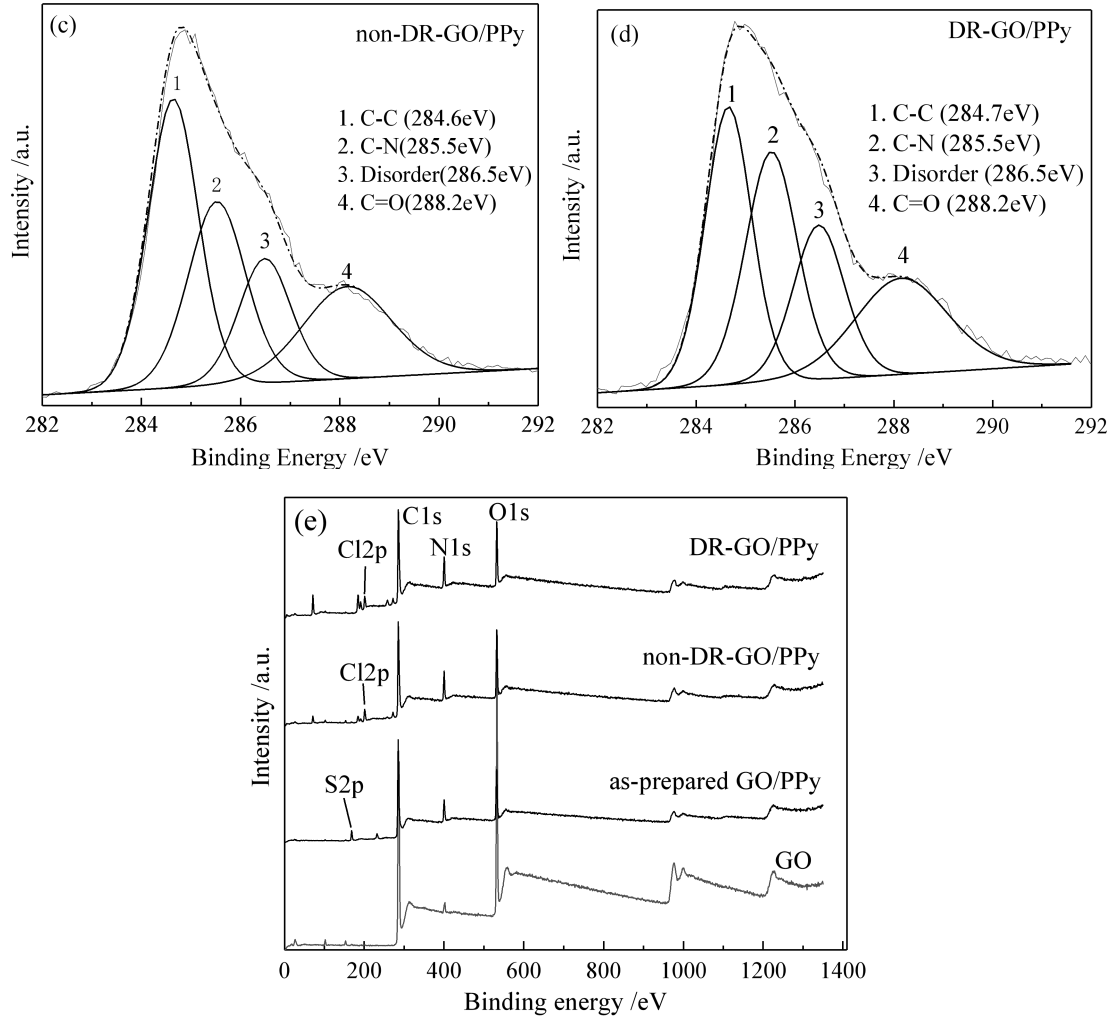 (c)
non-DR-GO/PPy
1
2
3
4
1. C-C (284.6eV)
2. C-N(285.5eV)
3. Disorder(286.5eV)
4. C=O(288.2eV)
Intensity /a.u.
282 284 286 288 290 292
Binding Energy /eV
(d)
DR-GO/PPy
1
2
3
4
1. C-C (284.7eV)
2. C-N (285.5eV)
3. Disorder (286.5eV)
4. C=O (288.2eV)
Intensity /a.u.
282 284 286 288 290 292
Binding Energy /eV
(e)
C1s
O1s
N1s
Cl2p
DR-GO/PPy
Cl2p
non-DR-GO/PPy
S2p
as-prepared GO/PPy
GO
Intensity /a.u.
0 200 400 600 800 1000 1200 1400
Binding energy /eV